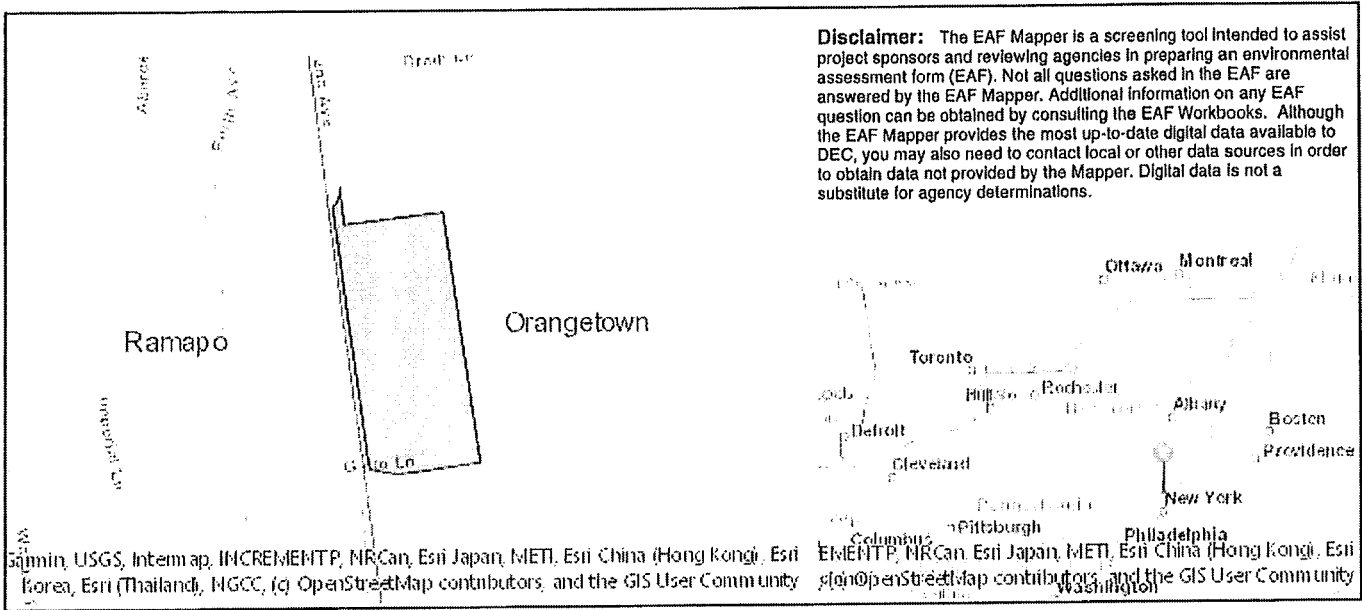 Disclaimer: The EAF Mapper is a screening tool intended to assist
project sponsors and reviewing agencies in preparing an environmental
assessment form (EAF). Not all questions asked in the EAF are
answered by the EAF Mapper. Additional information on any EAF
question can be obtained by consulting the EAF Workbooks. Although
the EAF Mapper provides the most up-to-date digital data available to
DEC, you may also need to contact local or other data sources in order
to obtain data not provided by the Mapper. Digital data is not a
substitute for agency determinations.
Ramapo
Orangetown
Ln
Ottawa
Montreal
Toronto
Rochester
Albany
Detroit
Boston
Cleveland
Providence
New York
Pittsburgh
Philadelphia
Columbus
Washington
Garmin, USGS, Intermap, INCREMENTP, NRCan, Esri Japan, METI, Esri China (Hong Kong), Esri
Korea, Esri (Thailand), NGCC, (c) OpenStreetMap contributors, and the GIS User Community
EMENTP, NRCan, Esri Japan, METI, Esri China (Hong Kong), Esri
OpenStreetMap contributors, and the GIS User Community